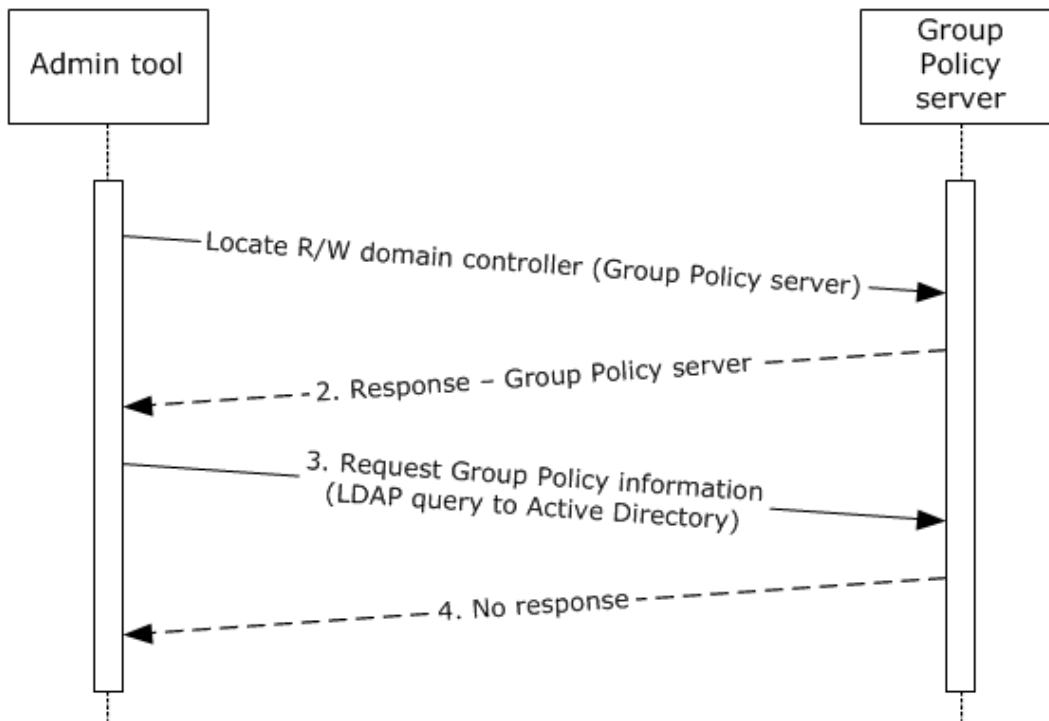 Admin tool
Group
Policy
server
Locate R/W domain controller (Group Policy server)
2. Response – Group Policy server
3. Request Group Policy information
(LDAP query to Active Directory)
4. No response